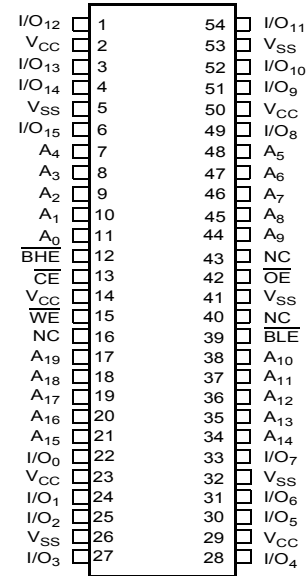 I/O12 1 54 I/O11
VCC 2 53 VSS
I/O13 3 52 I/O10
I/O14 4 51 I/O9
VSS 5 50 VCC
I/O15 6 49 I/O8
A4 7 48 A5
A3 8 47 A6
A2 9 46 A7
A1 10 45 A8
A0 11 44 A9
BHE 12 43 NC
CE 13 42 OE
VCC 14 41 VSS
WE 15 40 NC
NC 16 39 BLE
A19 17 38 A10
A18 18 37 A11
A17 19 36 A12
A16 20 35 A13
A15 21 34 A14
I/O0 22 33 I/O7
VCC 23 32 VSS
I/O1 24 31 I/O6
I/O2 25 30 I/O5
VSS 26 29 VCC
I/O3 27 28 I/O4